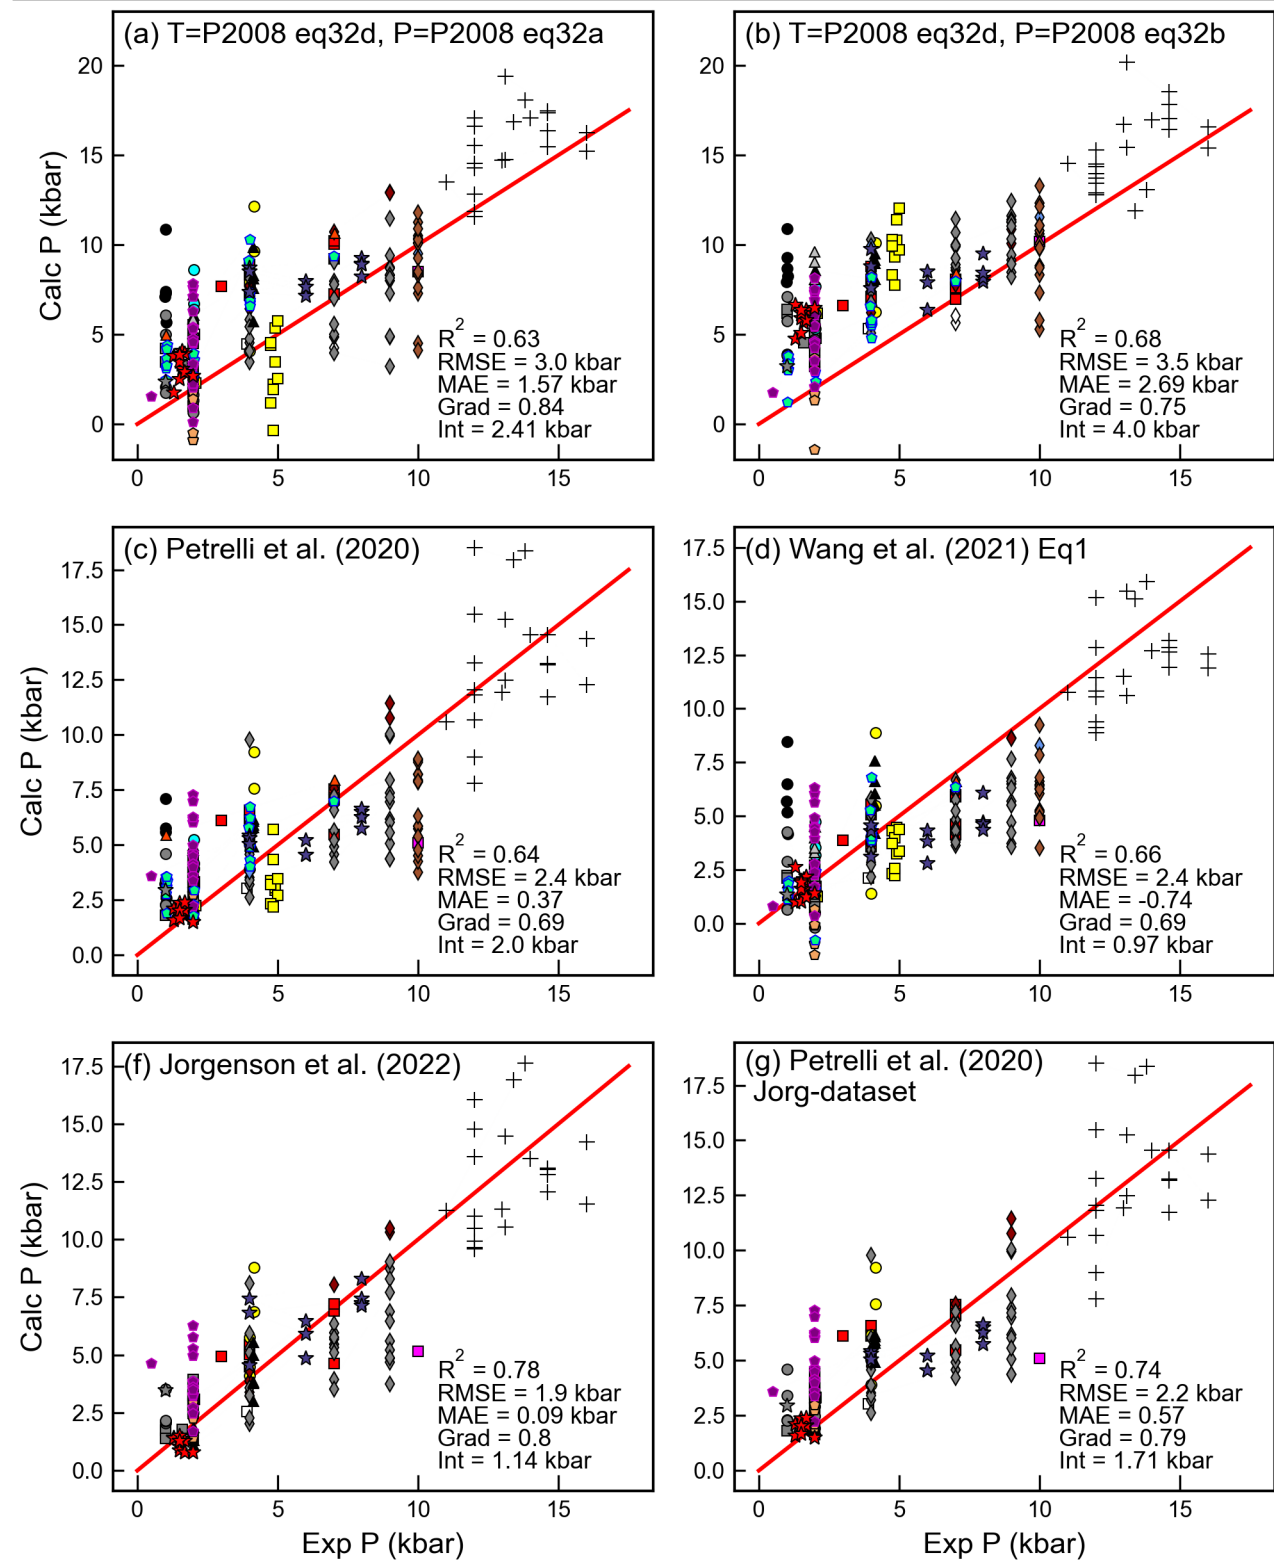 (a) T=P2008 eq32d, P=P2008 eq32a
20
15
10
5
0
Calc P (kbar)
R² = 0.63
RMSE = 3.0 kbar
MAE = 1.57 kbar
Grad = 0.84
Int = 2.41 kbar
0 5 10 15
(b) T=P2008 eq32d, P=P2008 eq32b
20
15
10
5
0
R² = 0.68
RMSE = 3.5 kbar
MAE = 2.69 kbar
Grad = 0.75
Int = 4.0 kbar
0 5 10 15
(c) Petrelli et al. (2020)
17.5
15.0
12.5
10.0
7.5
5.0
2.5
0.0
Calc P (kbar)
R² = 0.64
RMSE = 2.4 kbar
MAE = 0.37
Grad = 0.69
Int = 2.0 kbar
0 5 10 15
(d) Wang et al. (2021) Eq1
17.5
15.0
12.5
10.0
7.5
5.0
2.5
0.0
R² = 0.66
RMSE = 2.4 kbar
MAE = -0.74
Grad = 0.69
Int = 0.97 kbar
0 5 10 15
(f) Jorgenson et al. (2022)
17.5
15.0
12.5
10.0
7.5
5.0
2.5
0.0
Calc P (kbar)
R² = 0.78
RMSE = 1.9 kbar
MAE = 0.09 kbar
Grad = 0.8
Int = 1.14 kbar
0 5 10 15
Exp P (kbar)
(g) Petrelli et al. (2020)
Jorg-dataset
17.5
15.0
12.5
10.0
7.5
5.0
2.5
0.0
R² = 0.74
RMSE = 2.2 kbar
MAE = 0.57
Grad = 0.79
Int = 1.71 kbar
0 5 10 15
Exp P (kbar)